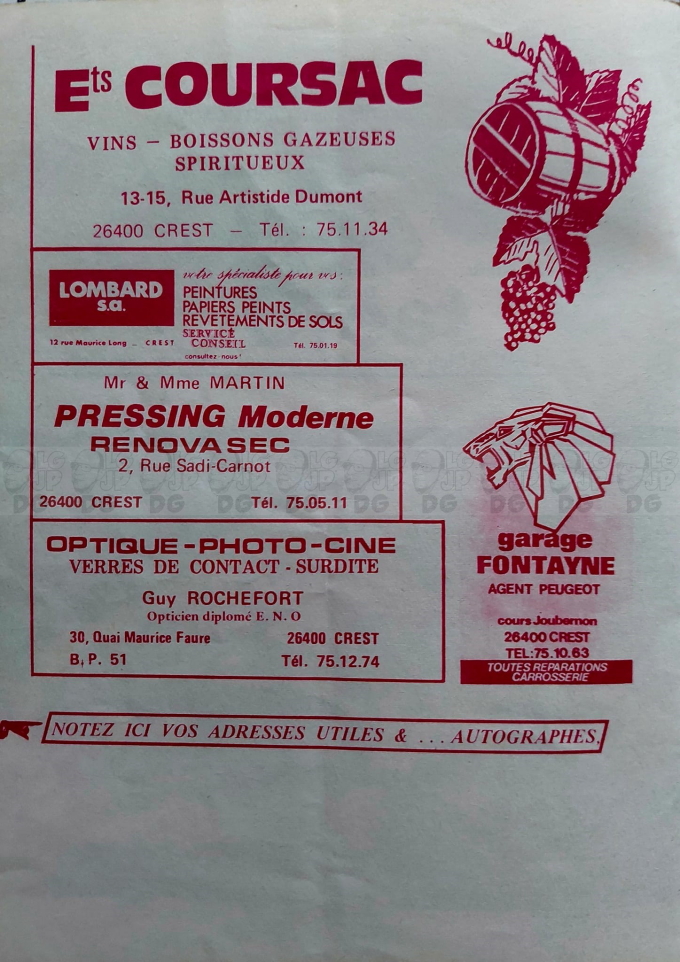 Ets COURSAC
VINS – BOISSONS GAZEUSES
SPIRITUEUX
13-15, Rue Artistide Dumont
26400 CREST – Tél. : 75.11.34
LOMBARD
s.a.
votre spécialiste pour vos :
PEINTURES
PAPIERS PEINTS
REVETEMENTS DE SOLS
SERVICE
CONSEIL
12 rue Maurice Long _ CREST
Tél. 75.01.19
consultez-nous !
Mr & Mme MARTIN
PRESSING Moderne
RENOVASEC
2, Rue Sadi-Carnot
26400 CREST Tél. 75.05.11
OPTIQUE-PHOTO-CINE
VERRES DE CONTACT - SURDITE
Guy ROCHEFORT
Opticien diplomé E. N. O
30, Quai Maurice Faure 26400 CREST
B. P. 51 Tél. 75.12.74
garage
FONTAYNE
AGENT PEUGEOT
cours Joubernon
26400 CREST
TEL: 75.10.63
TOUTES REPARATIONS
CARROSSERIE
NOTEZ ICI VOS ADRESSES UTILES & ... AUTOGRAPHES.